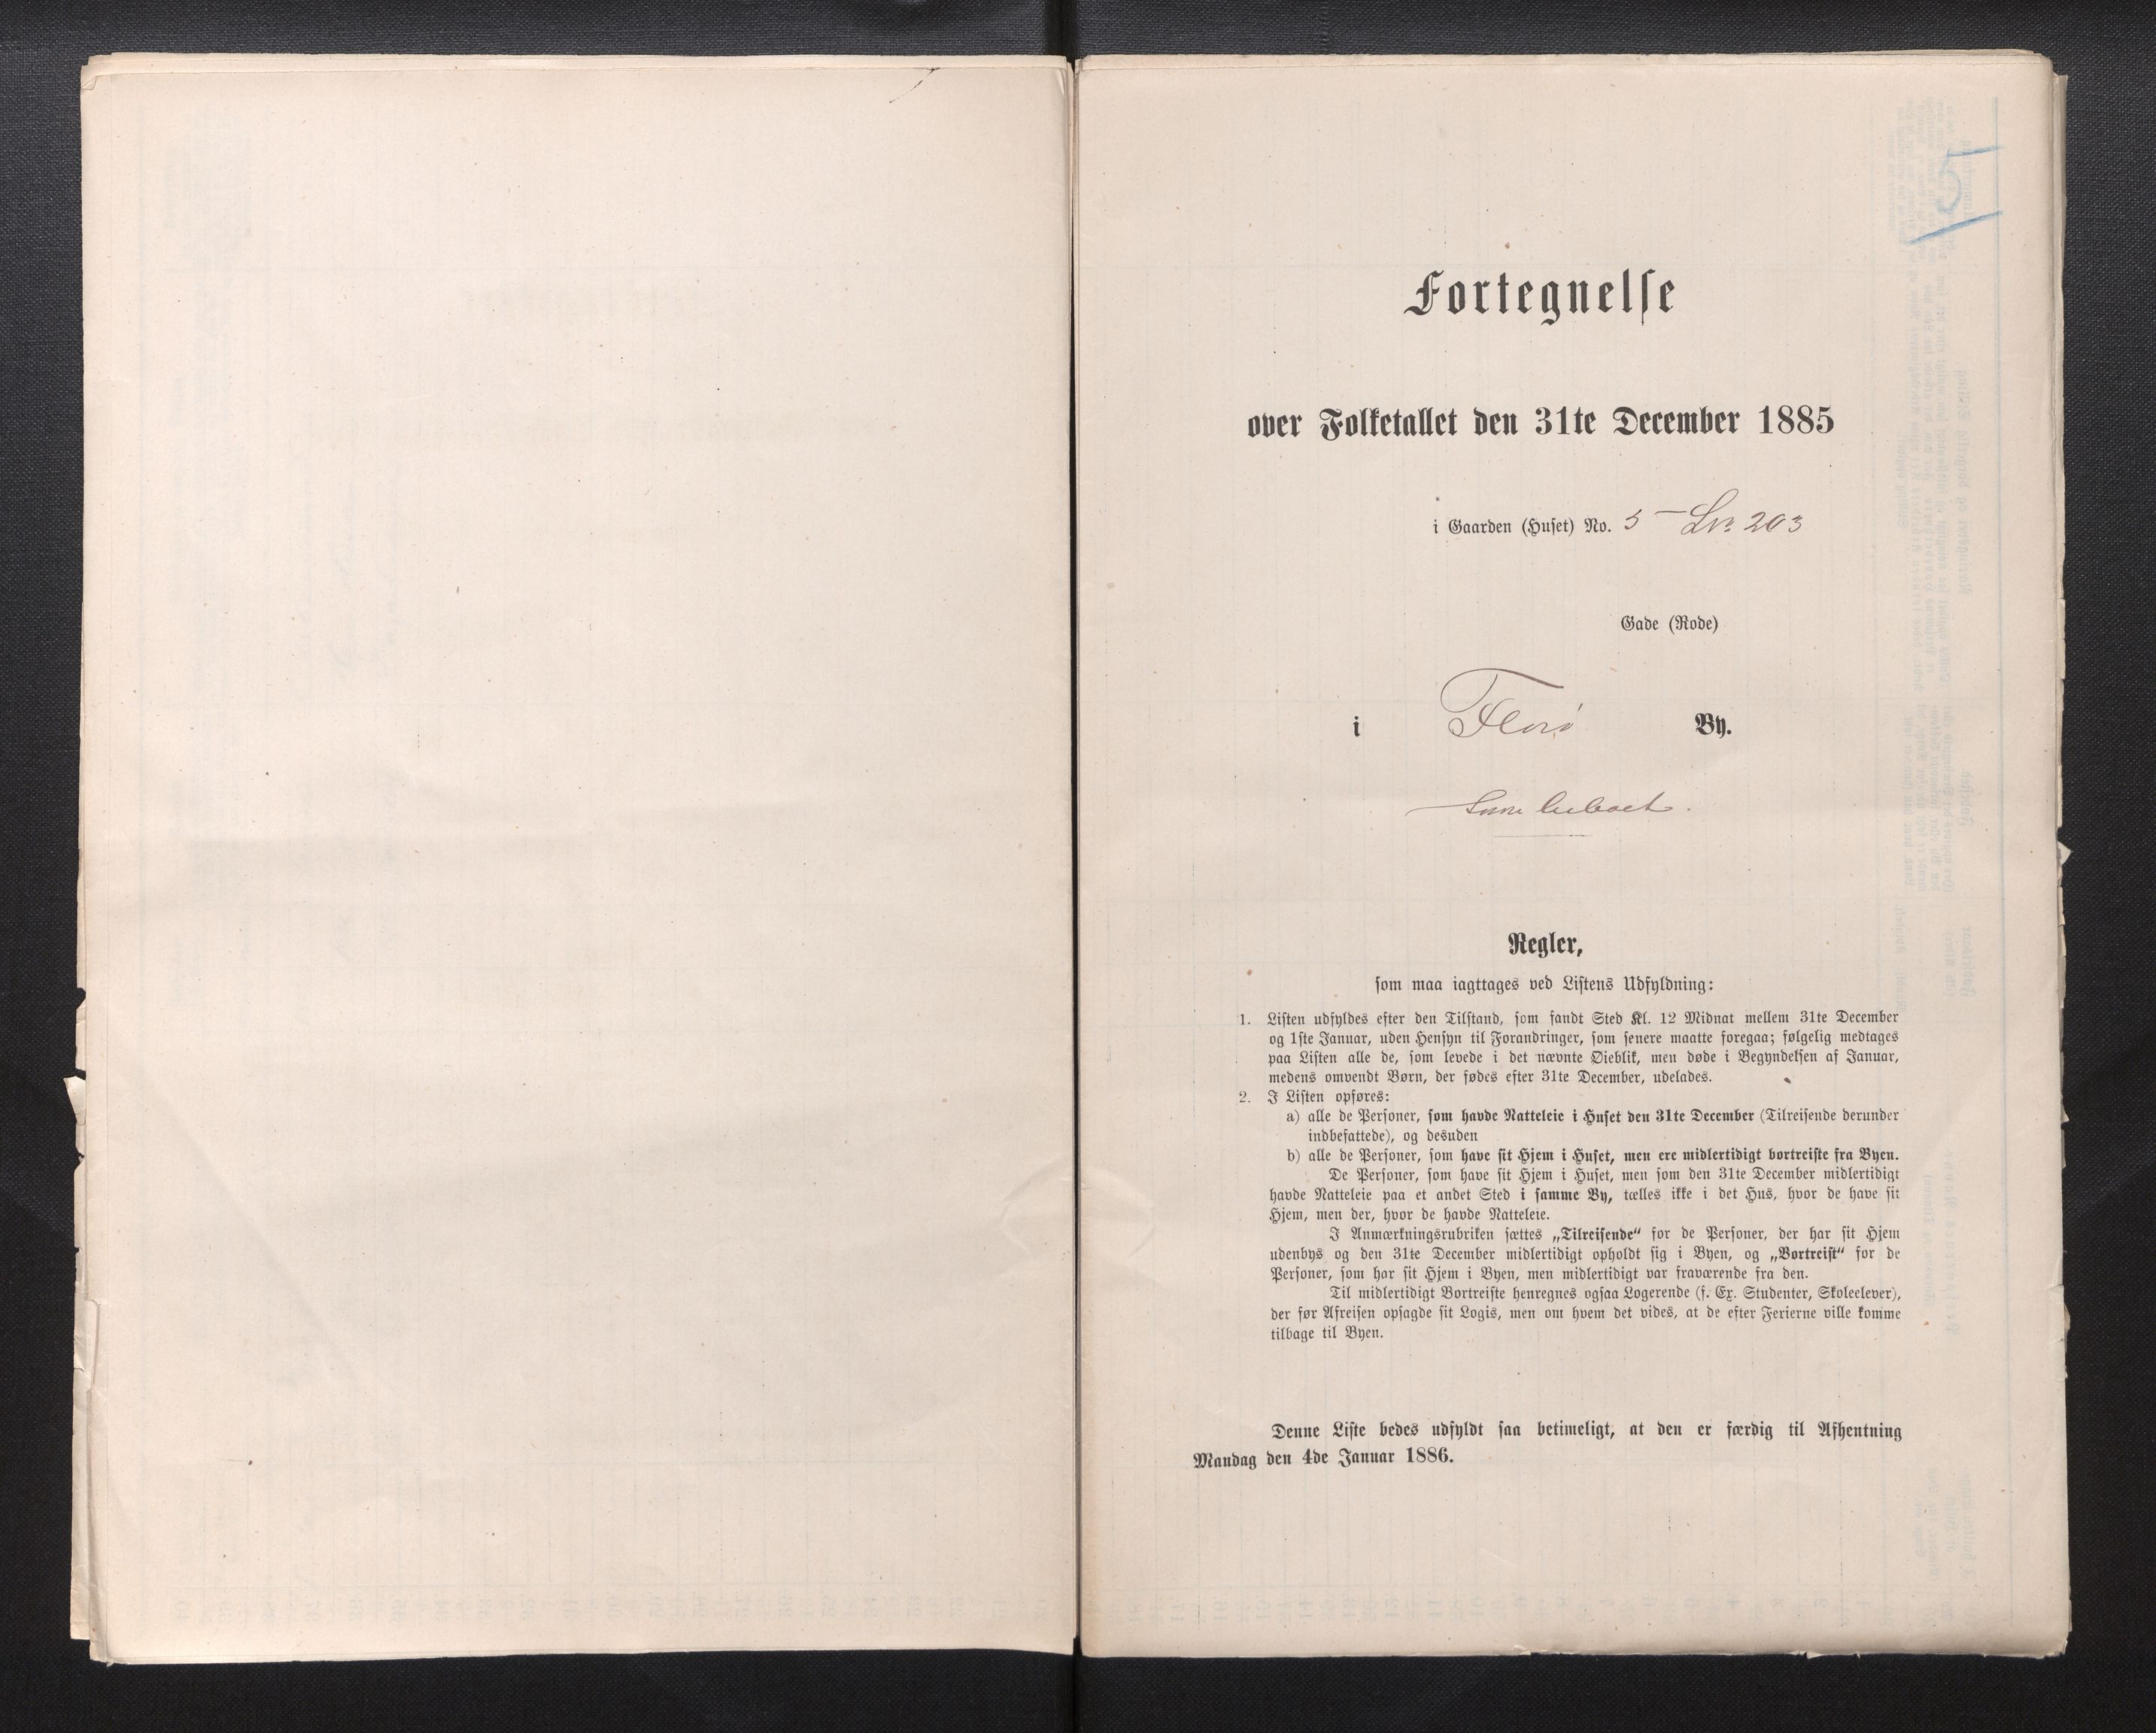 5
Fortegnelse
over Folketallet den 31te December 1885
i Gaarden (Huset) No. 5 - Lnr 203
Gade (Rode)
i Florø By.
Regler,
som maa iagttages ved Listens Udfyldning:
1. Listen udfyldes efter den Tilstand, som fandt Sted Kl. 12 Midnat mellem 31te December
og 1ste Januar, uden Hensyn til Forandringer, som senere maatte foregaa; følgelig medtages
paa Listen alle de, som levede i det nævnte Øieblik, men døde i Begyndelsen af Januar,
medens omvendt Børn, der fødes efter 31te December, udelades.
2. I Listen opføres:
a) alle de Personer, som havde Natteleie i Huset den 31te December (Tilreisende derunder
indbefattede), og desuden
b) alle de Personer, som have sit Hjem i Huset, men ere midlertidigt bortreiste fra Byen.
De Personer, som have sit Hjem i Huset, men som den 31te December midlertidigt
havde Natteleie paa et andet Sted i samme By, tælles ikke i det Hus, hvor de have sit
Hjem, men der, hvor de havde Natteleie.
I Anmærkningsrubriken sættes „Tilreisende“ for de Personer, der har sit Hjem
udenbys og den 31te December midlertidigt opholdt sig i Byen, og „Bortreist“ for de
Personer, som har sit Hjem i Byen, men midlertidigt var fraværende fra den.
Til midlertidigt Bortreiste henregnes ogsaa Logerende (f. Ex. Studenter, Skoleelever),
der før Afreisen opsagde sit Logis, men om hvem det vides, at de efter Ferierne ville komme
tilbage til Byen.
Denne Liste bedes udfyldt saa betimeligt, at den er færdig til Afhentning
Mandag den 4de Januar 1886.